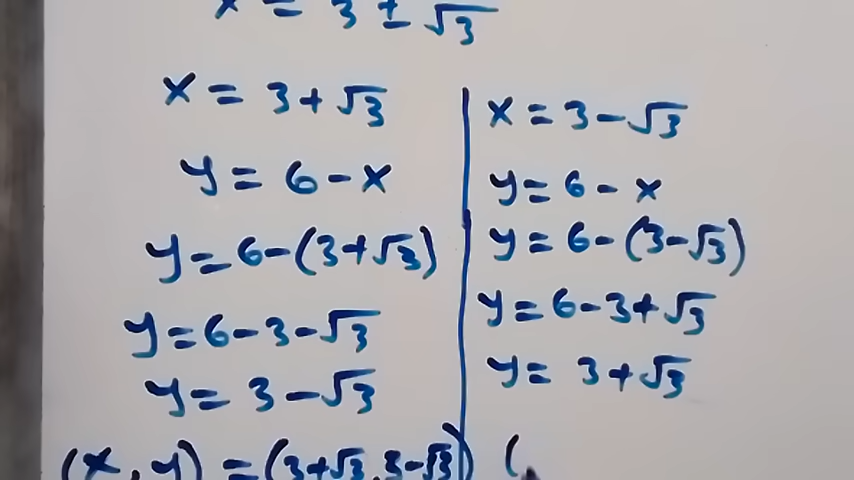 x = 3 ± √3
x = 3 + √3
y = 6 - x
y = 6 - (3 + √3)
y = 6 - 3 - √3
y = 3 - √3
(x, y) = (3+√3, 3-√3)
x = 3 - √3
y = 6 - x
y = 6 - (3 - √3)
y = 6 - 3 + √3
y = 3 + √3
(